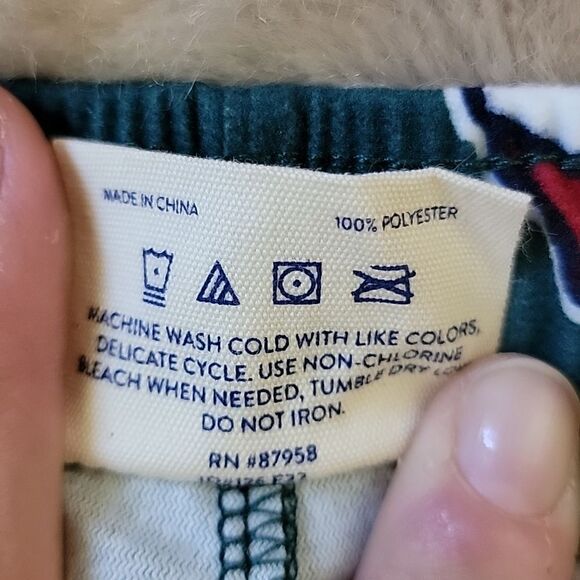 MADE IN CHINA
100% POLYESTER
MACHINE WASH COLD WITH LIKE COLORS,
DELICATE CYCLE. USE NON-CHLORINE
BLEACH WHEN NEEDED, TUMBLE DRY LOW
DO NOT IRON.
RN #87958